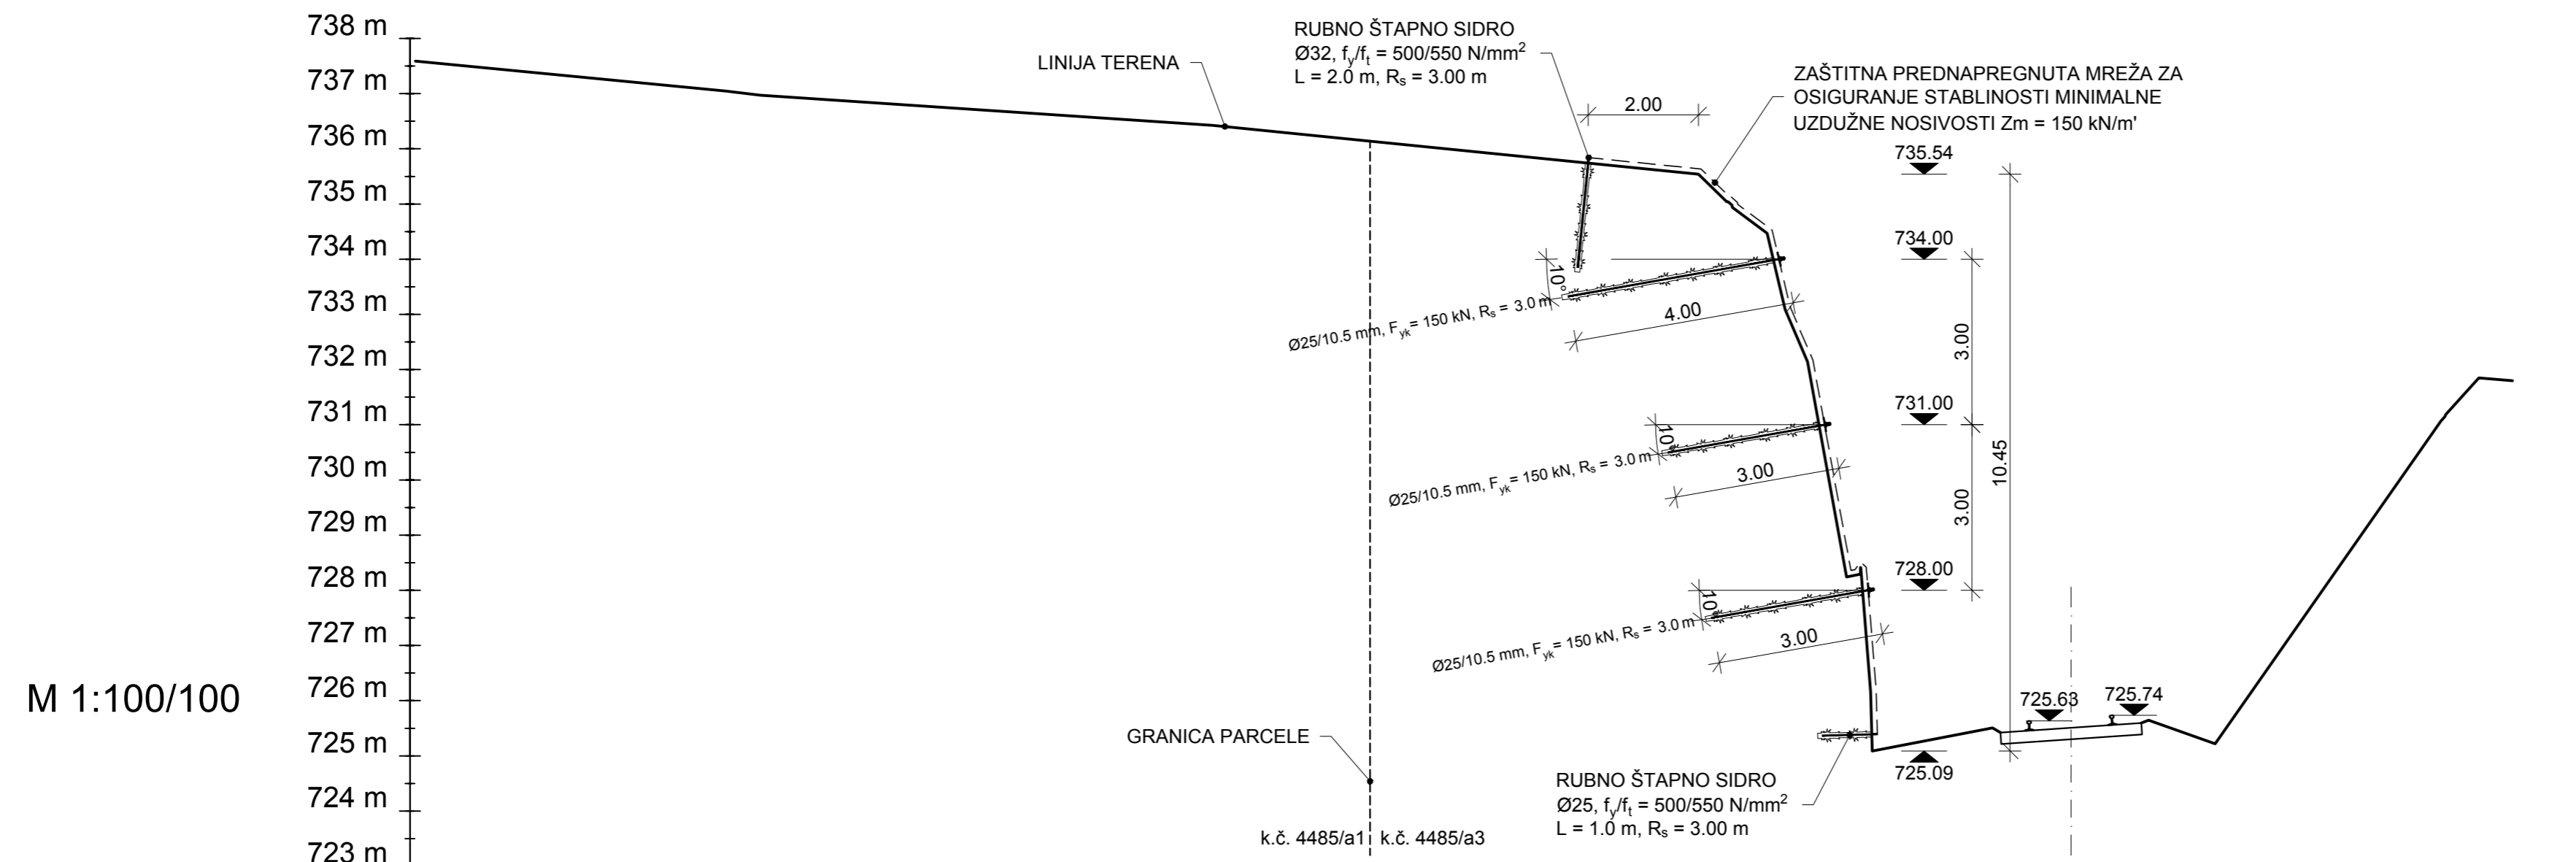 738 m
737 m
736 m
735 m
734 m
733 m
732 m
731 m
730 m
729 m
728 m
727 m
726 m
725 m
724 m
723 m
M 1:100/100
LINIJA TERENA
RUBNO ŠTAPNO SIDRO
Ø32, fy/ft = 500/550 N/mm²
L = 2.0 m, Rs = 3.00 m
2.00
ZAŠTITNA PREDNAPREGNUTA MREŽA ZA
OSIGURANJE STABLINOSTI MINIMALNE
UZDUŽNE NOSIVOSTI Zm = 150 kN/m'
735.54
734.00
10°
Ø25/10.5 mm, Fyk= 150 kN, Rs = 3.0 m
4.00
3.00
731.00
10°
Ø25/10.5 mm, Fyk= 150 kN, Rs = 3.0 m
3.00
10.45
3.00
728.00
10°
Ø25/10.5 mm, Fyk= 150 kN, Rs = 3.0 m
3.00
725.63
725.74
725.09
GRANICA PARCELE
RUBNO ŠTAPNO SIDRO
Ø25, fy/ft = 500/550 N/mm²
L = 1.0 m, Rs = 3.00 m
k.č. 4485/a1
k.č. 4485/a3